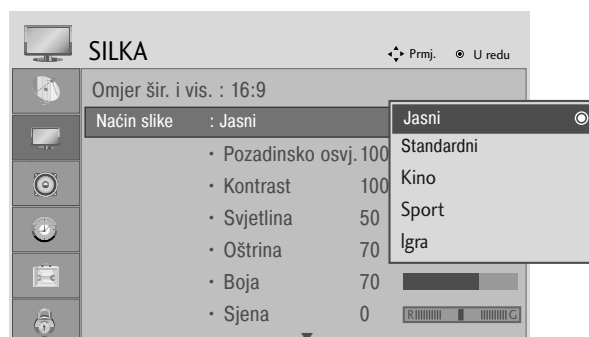 SILKA
Prmj. U redu
Omjer šir. i vis. : 16:9
Naćin slike : Jasni
• Pozadinsko osvj. 100
• Kontrast 100
• Svjetlina 50
• Oštrina 70
• Boja 70
• Sjena 0 R G
Jasni
Standardni
Kino
Sport
Igra